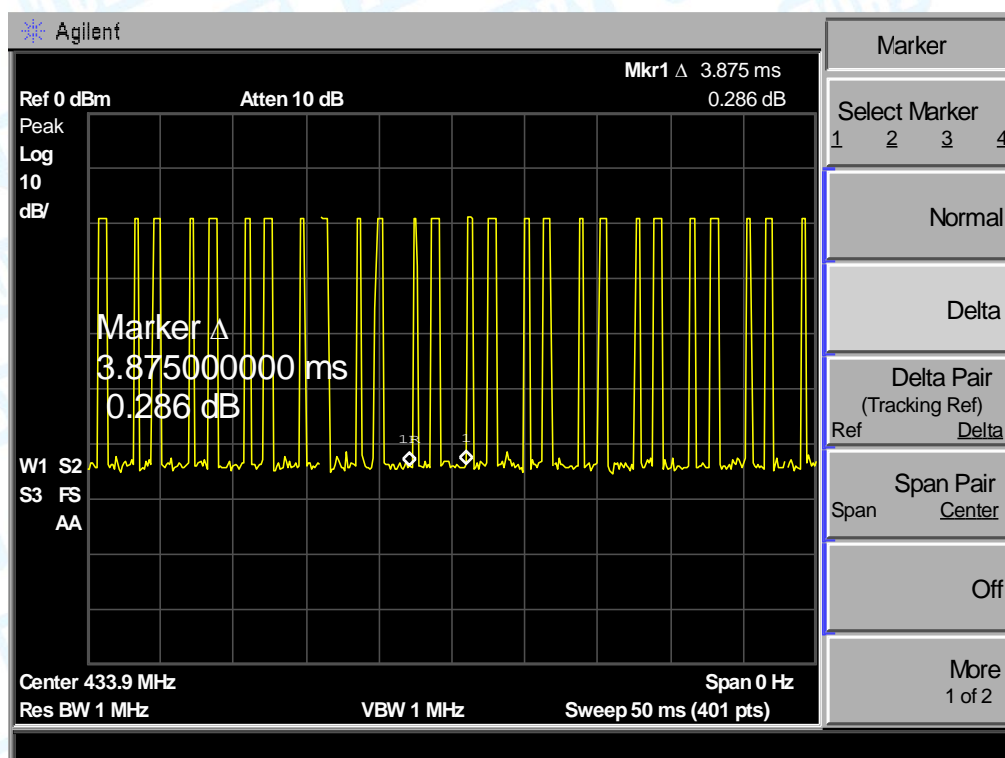 Agilent
Marker
Mkr1 Δ 3.875 ms
Ref 0 dBm Atten 10 dB 0.286 dB
Peak
Log
10
dB/
Select Marker
1 2 3 4
Normal
Delta
Marker Δ
3.875000000 ms
0.286 dB
Delta Pair
(Tracking Ref)
Ref Delta
1R 1
W1 S2
S3 FS
AA
Span Pair
Span Center
Off
More
1 of 2
Center 433.9 MHz Span 0 Hz
Res BW 1 MHz VBW 1 MHz Sweep 50 ms (401 pts)